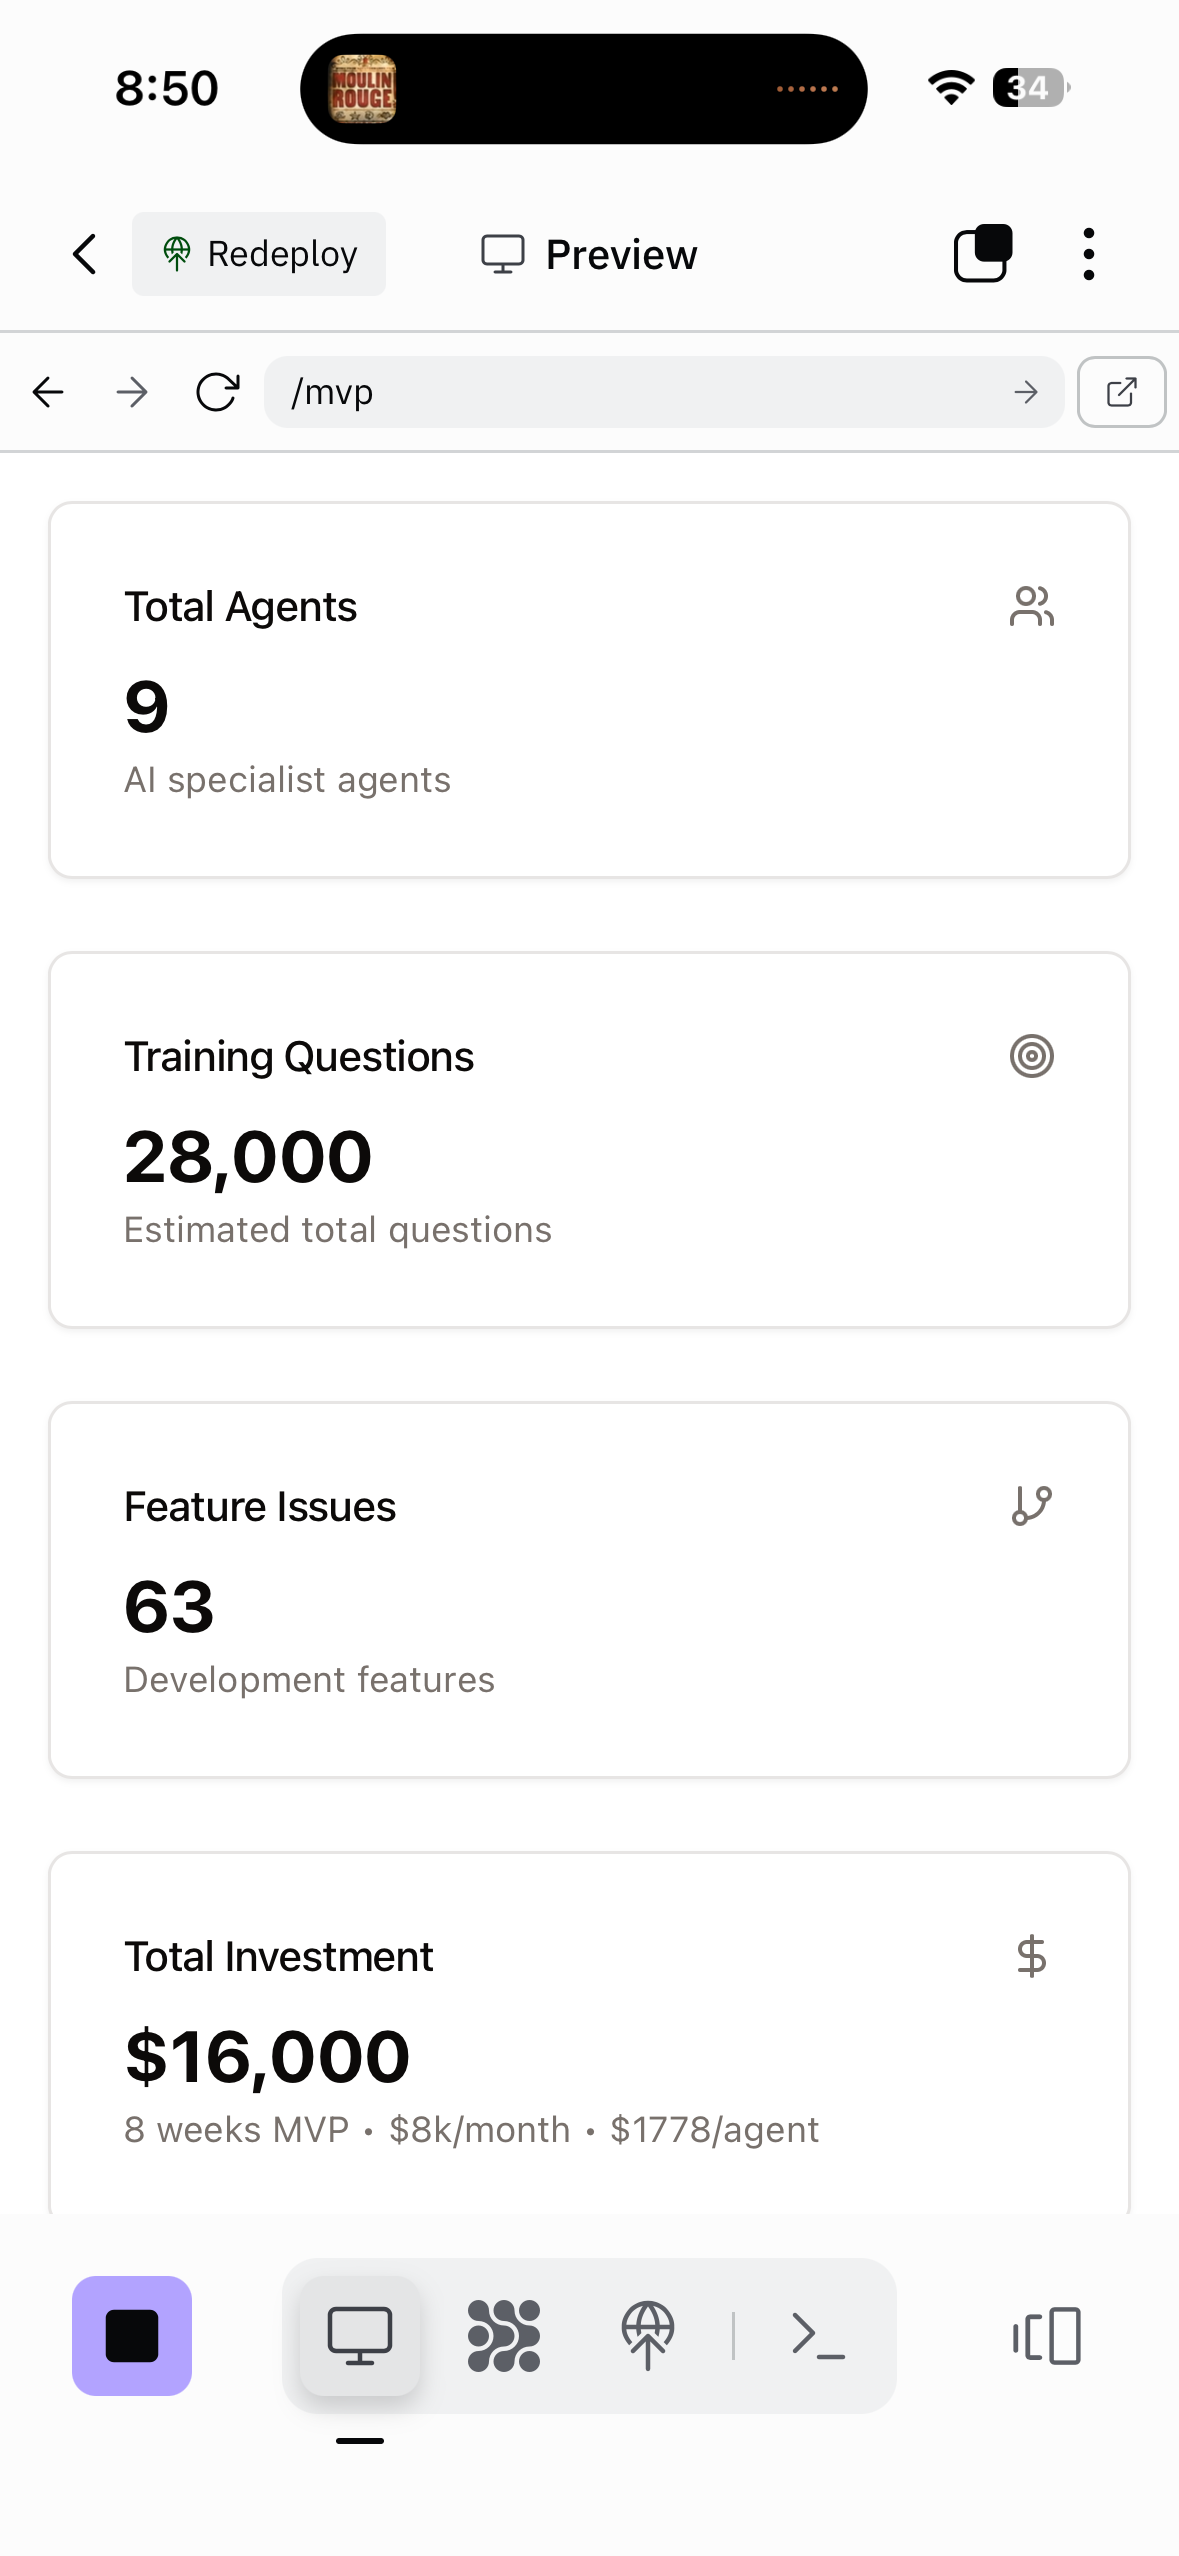 8:50
MOULIN
ROUGE
34
Redeploy
Preview
/mvp
Total Agents
9
AI specialist agents
Training Questions
28,000
Estimated total questions
Feature Issues
63
Development features
Total Investment
$16,000
8 weeks MVP • $8k/month • $1778/agent